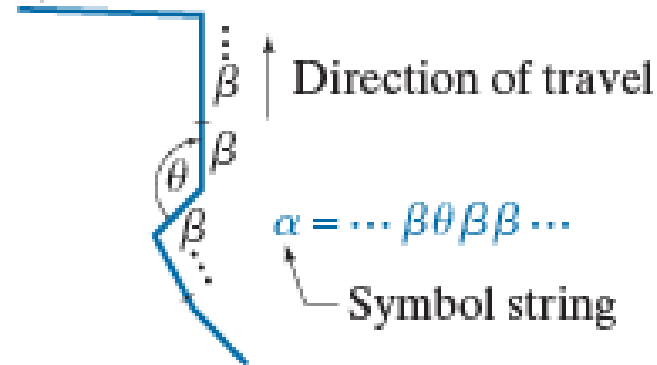 ⋮
β
Direction of travel
β
θ
β
⋱
α = ⋯ βθββ ⋯
Symbol string